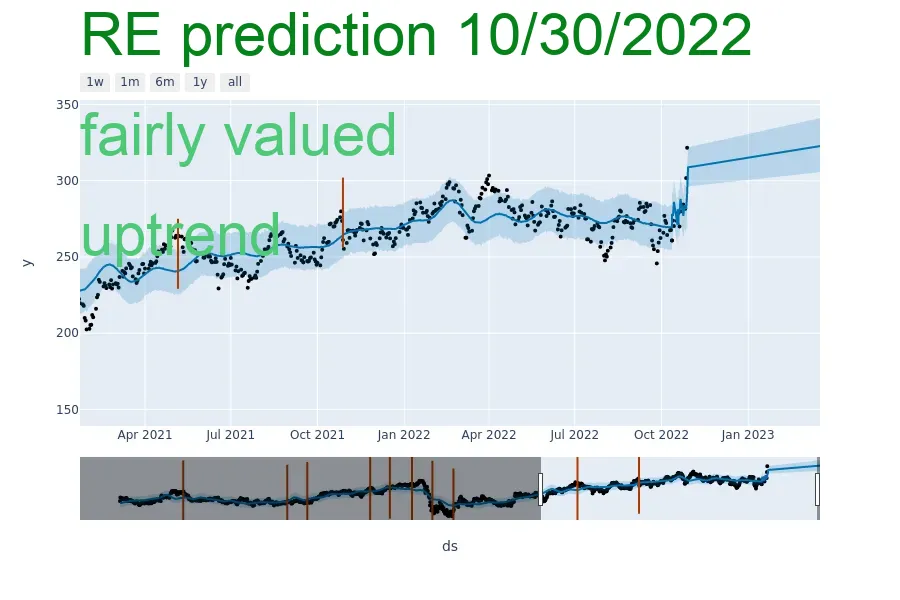 RE prediction 10/30/2022
1w 1m 6m 1y all
350
fairly valued
300
uptrend
250
y
200
150
Apr 2021 Jul 2021 Oct 2021 Jan 2022 Apr 2022 Jul 2022 Oct 2022 Jan 2023
ds